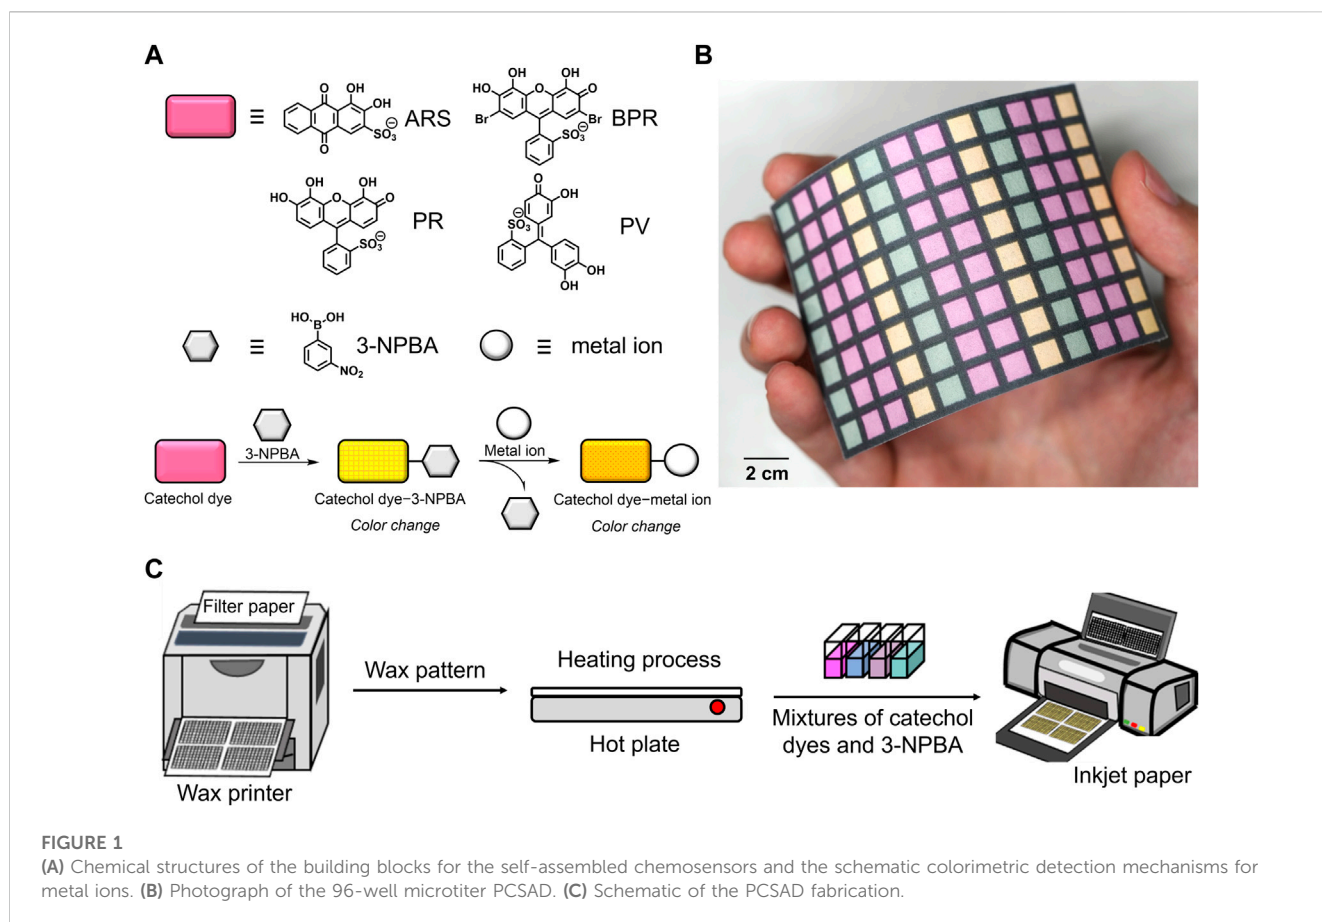 A
B
OH
OH
O
O
OH
HO
O
O
OH
ARS
Br
Br
BPR
SO3⊖
SO3⊖
O
OH
OH
O
HO
O
O
OH
PR
PV
SO3⊖
SO3⊖
OH
OH
HO
OH
B
3-NPBA
metal ion
NO2
3-NPBA
Metal ion
Catechol dye
Catechol dye–3-NPBA
Catechol dye–metal ion
Color change
Color change
2 cm
C
Filter paper
Wax pattern
Heating process
Hot plate
Mixtures of catechol
dyes and 3-NPBA
Wax printer
Inkjet paper
FIGURE 1
(A) Chemical structures of the building blocks for the self-assembled chemosensors and the schematic colorimetric detection mechanisms for
metal ions. (B) Photograph of the 96-well microtiter PCSAD. (C) Schematic of the PCSAD fabrication.